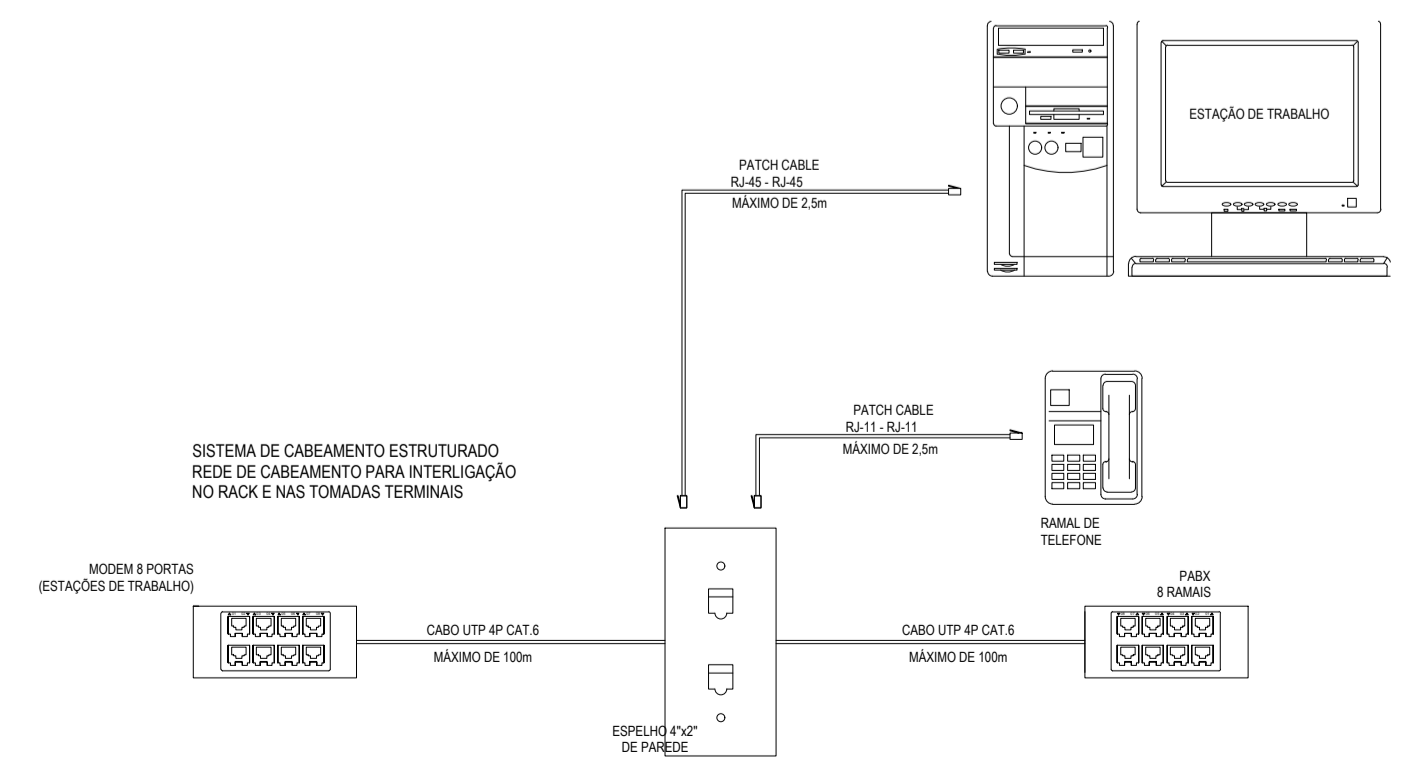 ESTAÇÃO DE TRABALHO
PATCH CABLE
RJ-45 - RJ-45
MÁXIMO DE 2,5m
PATCH CABLE
RJ-11 - RJ-11
MÁXIMO DE 2,5m
SISTEMA DE CABEAMENTO ESTRUTURADO
REDE DE CABEAMENTO PARA INTERLIGAÇÃO
NO RACK E NAS TOMADAS TERMINAIS
RAMAL DE
TELEFONE
MODEM 8 PORTAS
(ESTAÇÕES DE TRABALHO)
PABX
8 RAMAIS
CABO UTP 4P CAT.6
MÁXIMO DE 100m
CABO UTP 4P CAT.6
MÁXIMO DE 100m
ESPELHO 4"x2"
DE PAREDE